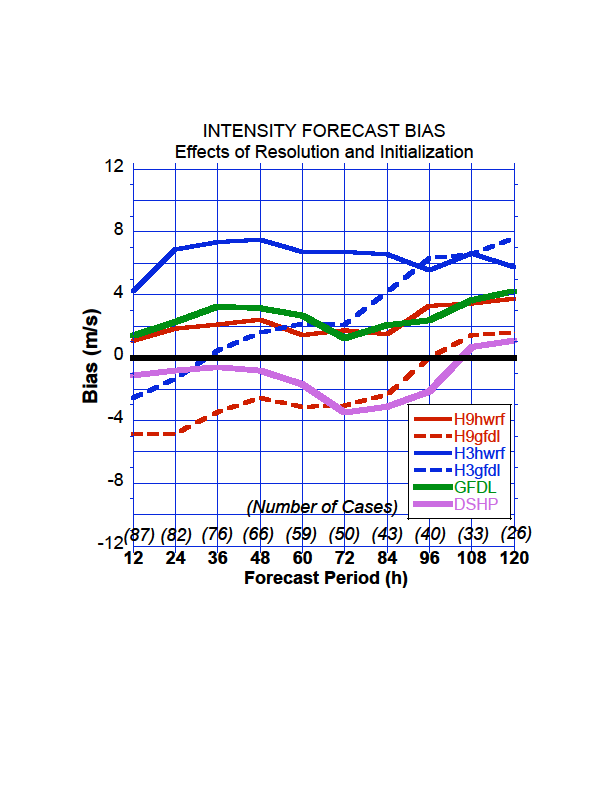 INTENSITY FORECAST BIAS
Effects of Resolution and Initialization
12
8
4
0
-4
-8
-12
Bias (m/s)
H9hwrf
H9gfdl
H3hwrf
H3gfdl
GFDL
DSHP
(Number of Cases)
(87) (82) (76) (66) (59) (50) (43) (40) (33) (26)
12 24 36 48 60 72 84 96 108 120
Forecast Period (h)